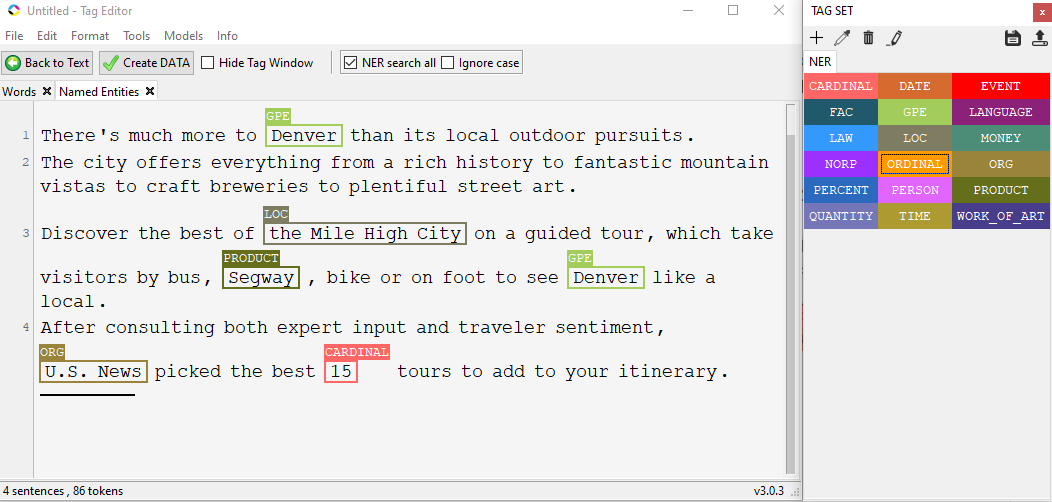 Untitled - Tag Editor
TAG SET
File Edit Format Tools Models Info
Back to Text Create DATA Hide Tag Window NER search all Ignore case
NER
Words Named Entities
CARDINAL DATE EVENT
FAC GPE LANGUAGE
LAW LOC MONEY
NORP ORDINAL ORG
PERCENT PERSON PRODUCT
QUANTITY TIME WORK_OF_ART
GPE
1 There's much more to Denver than its local outdoor pursuits.
2 The city offers everything from a rich history to fantastic mountain
vistas to craft breweries to plentiful street art.
LOC
3 Discover the best of the Mile High City on a guided tour, which take
PRODUCT GPE
visitors by bus, Segway , bike or on foot to see Denver like a
local.
4 After consulting both expert input and traveler sentiment,
ORG CARDINAL
U.S. News picked the best 15 tours to add to your itinerary.
4 sentences , 86 tokens v3.0.3